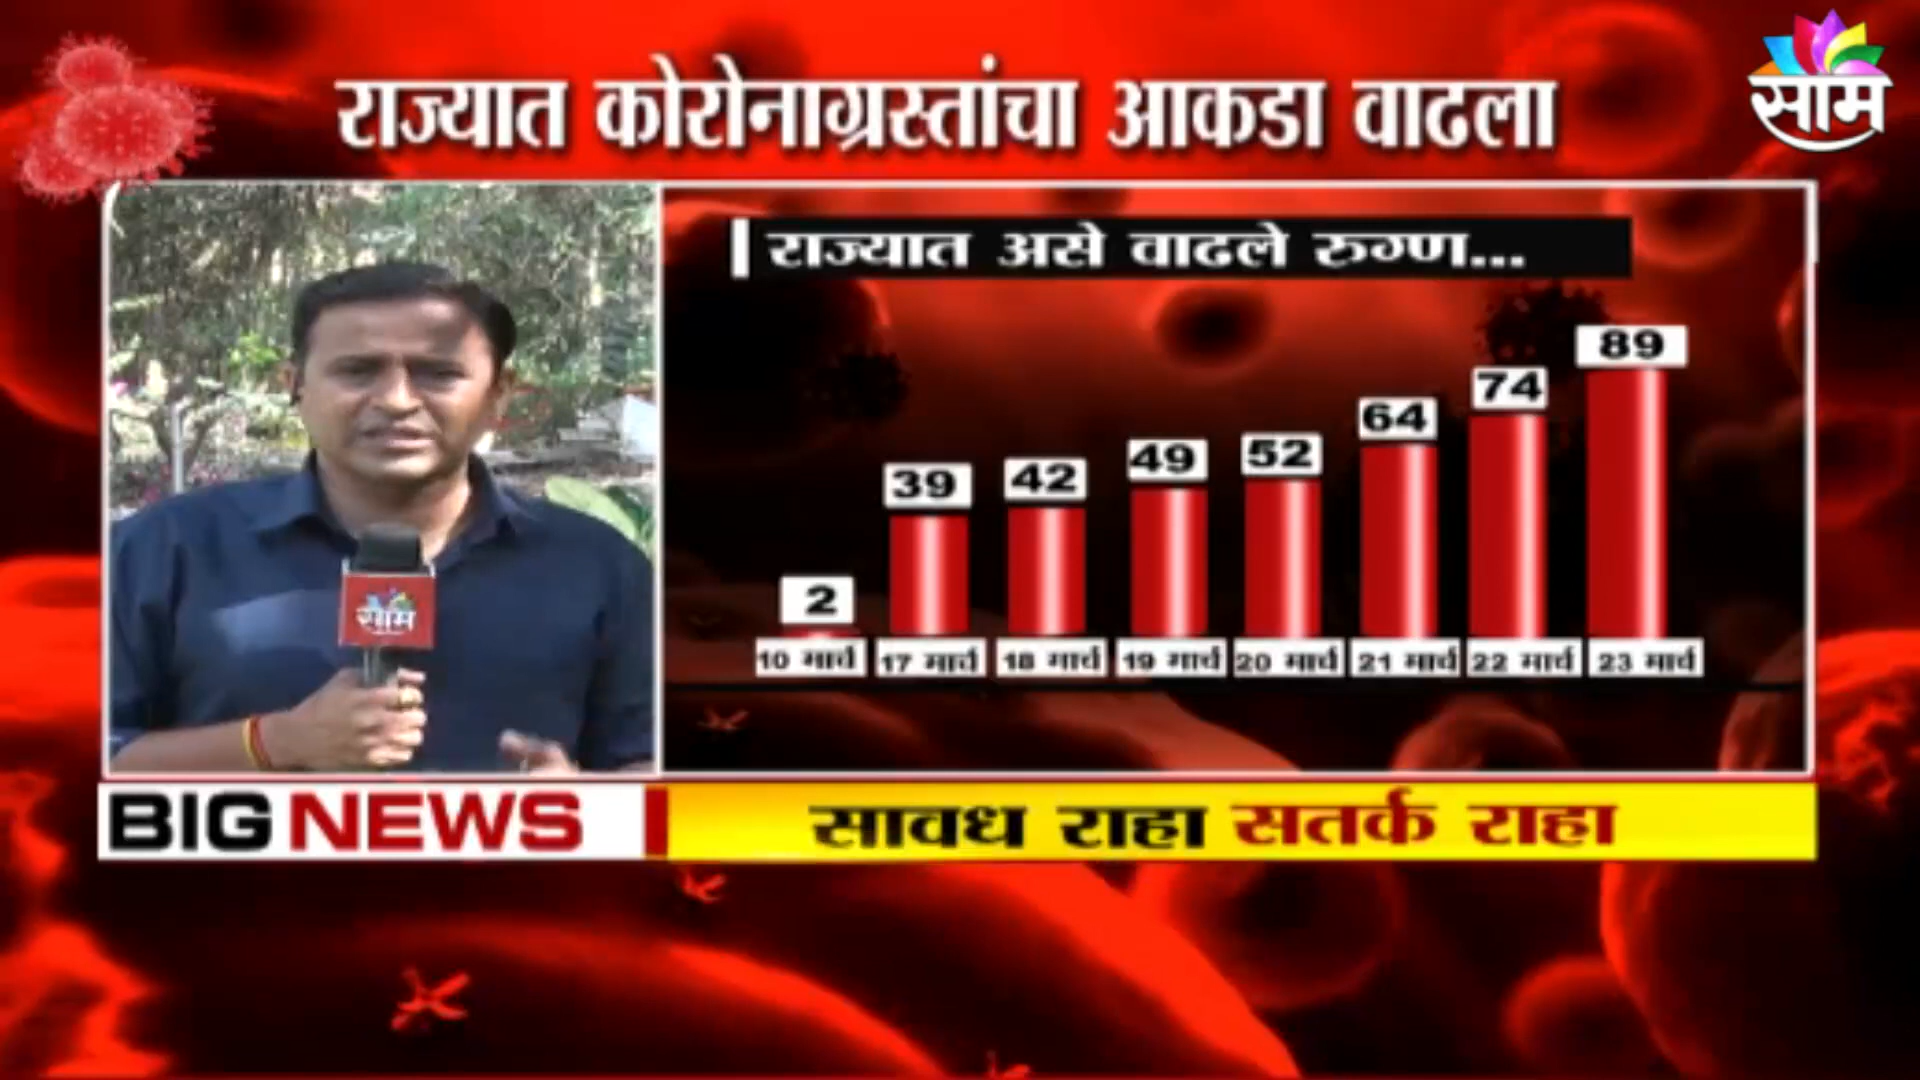 राज्यात कोरोनाग्रस्तांचा आकडा वाढला
साम
राज्यात असे वाढले रुग्ण...
2 39 42 49 52 64 74 89
10 मार्च 17 मार्च 18 मार्च 19 मार्च 20 मार्च 21 मार्च 22 मार्च 23 मार्च
साम
BIG NEWS सावध राहा सतर्क राहा